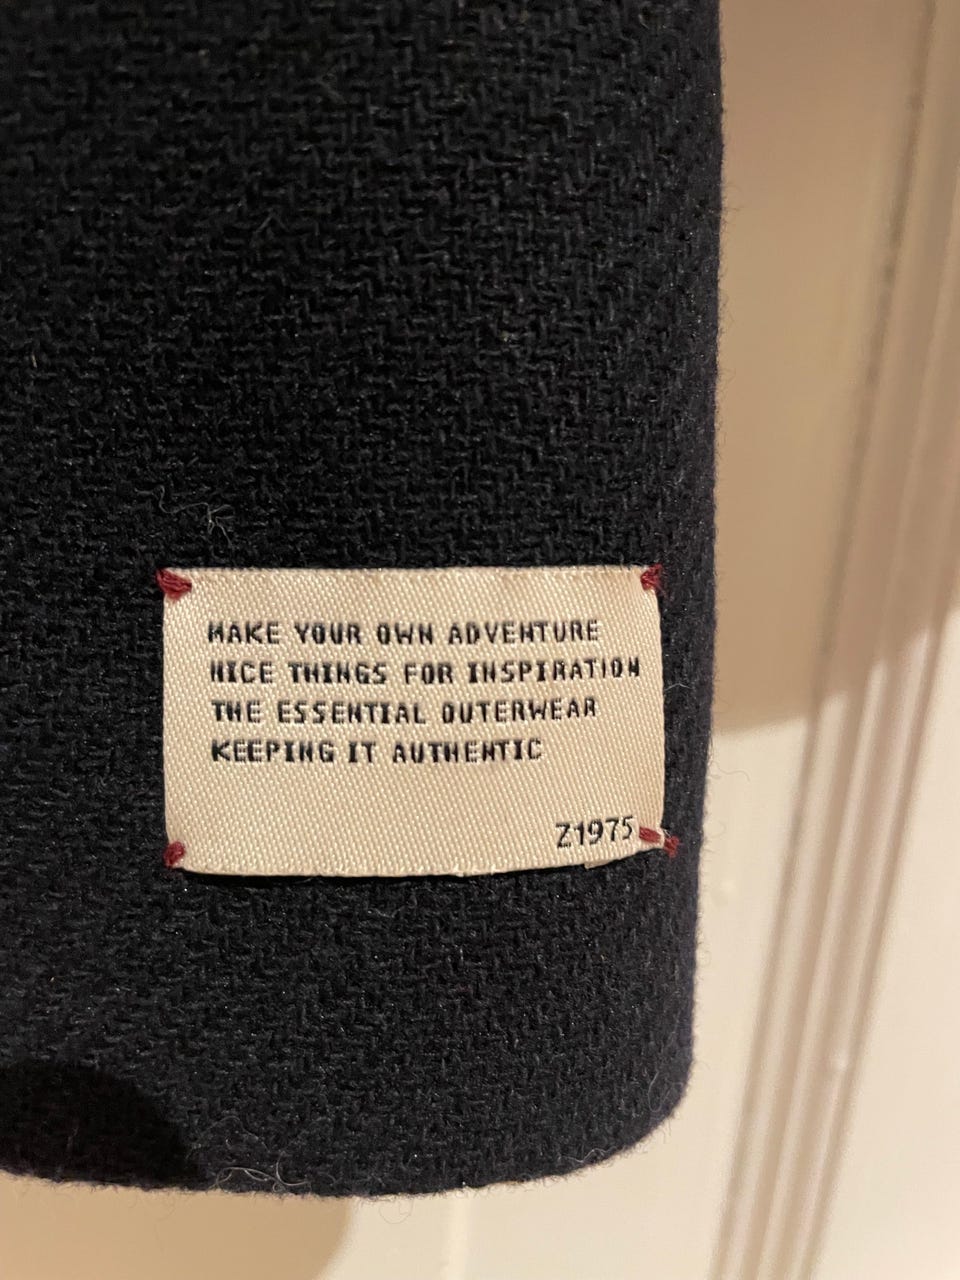 MAKE YOUR OWN ADVENTURE
NICE THINGS FOR INSPIRATION
THE ESSENTIAL OUTERWEAR
KEEPING IT AUTHENTIC
Z1975